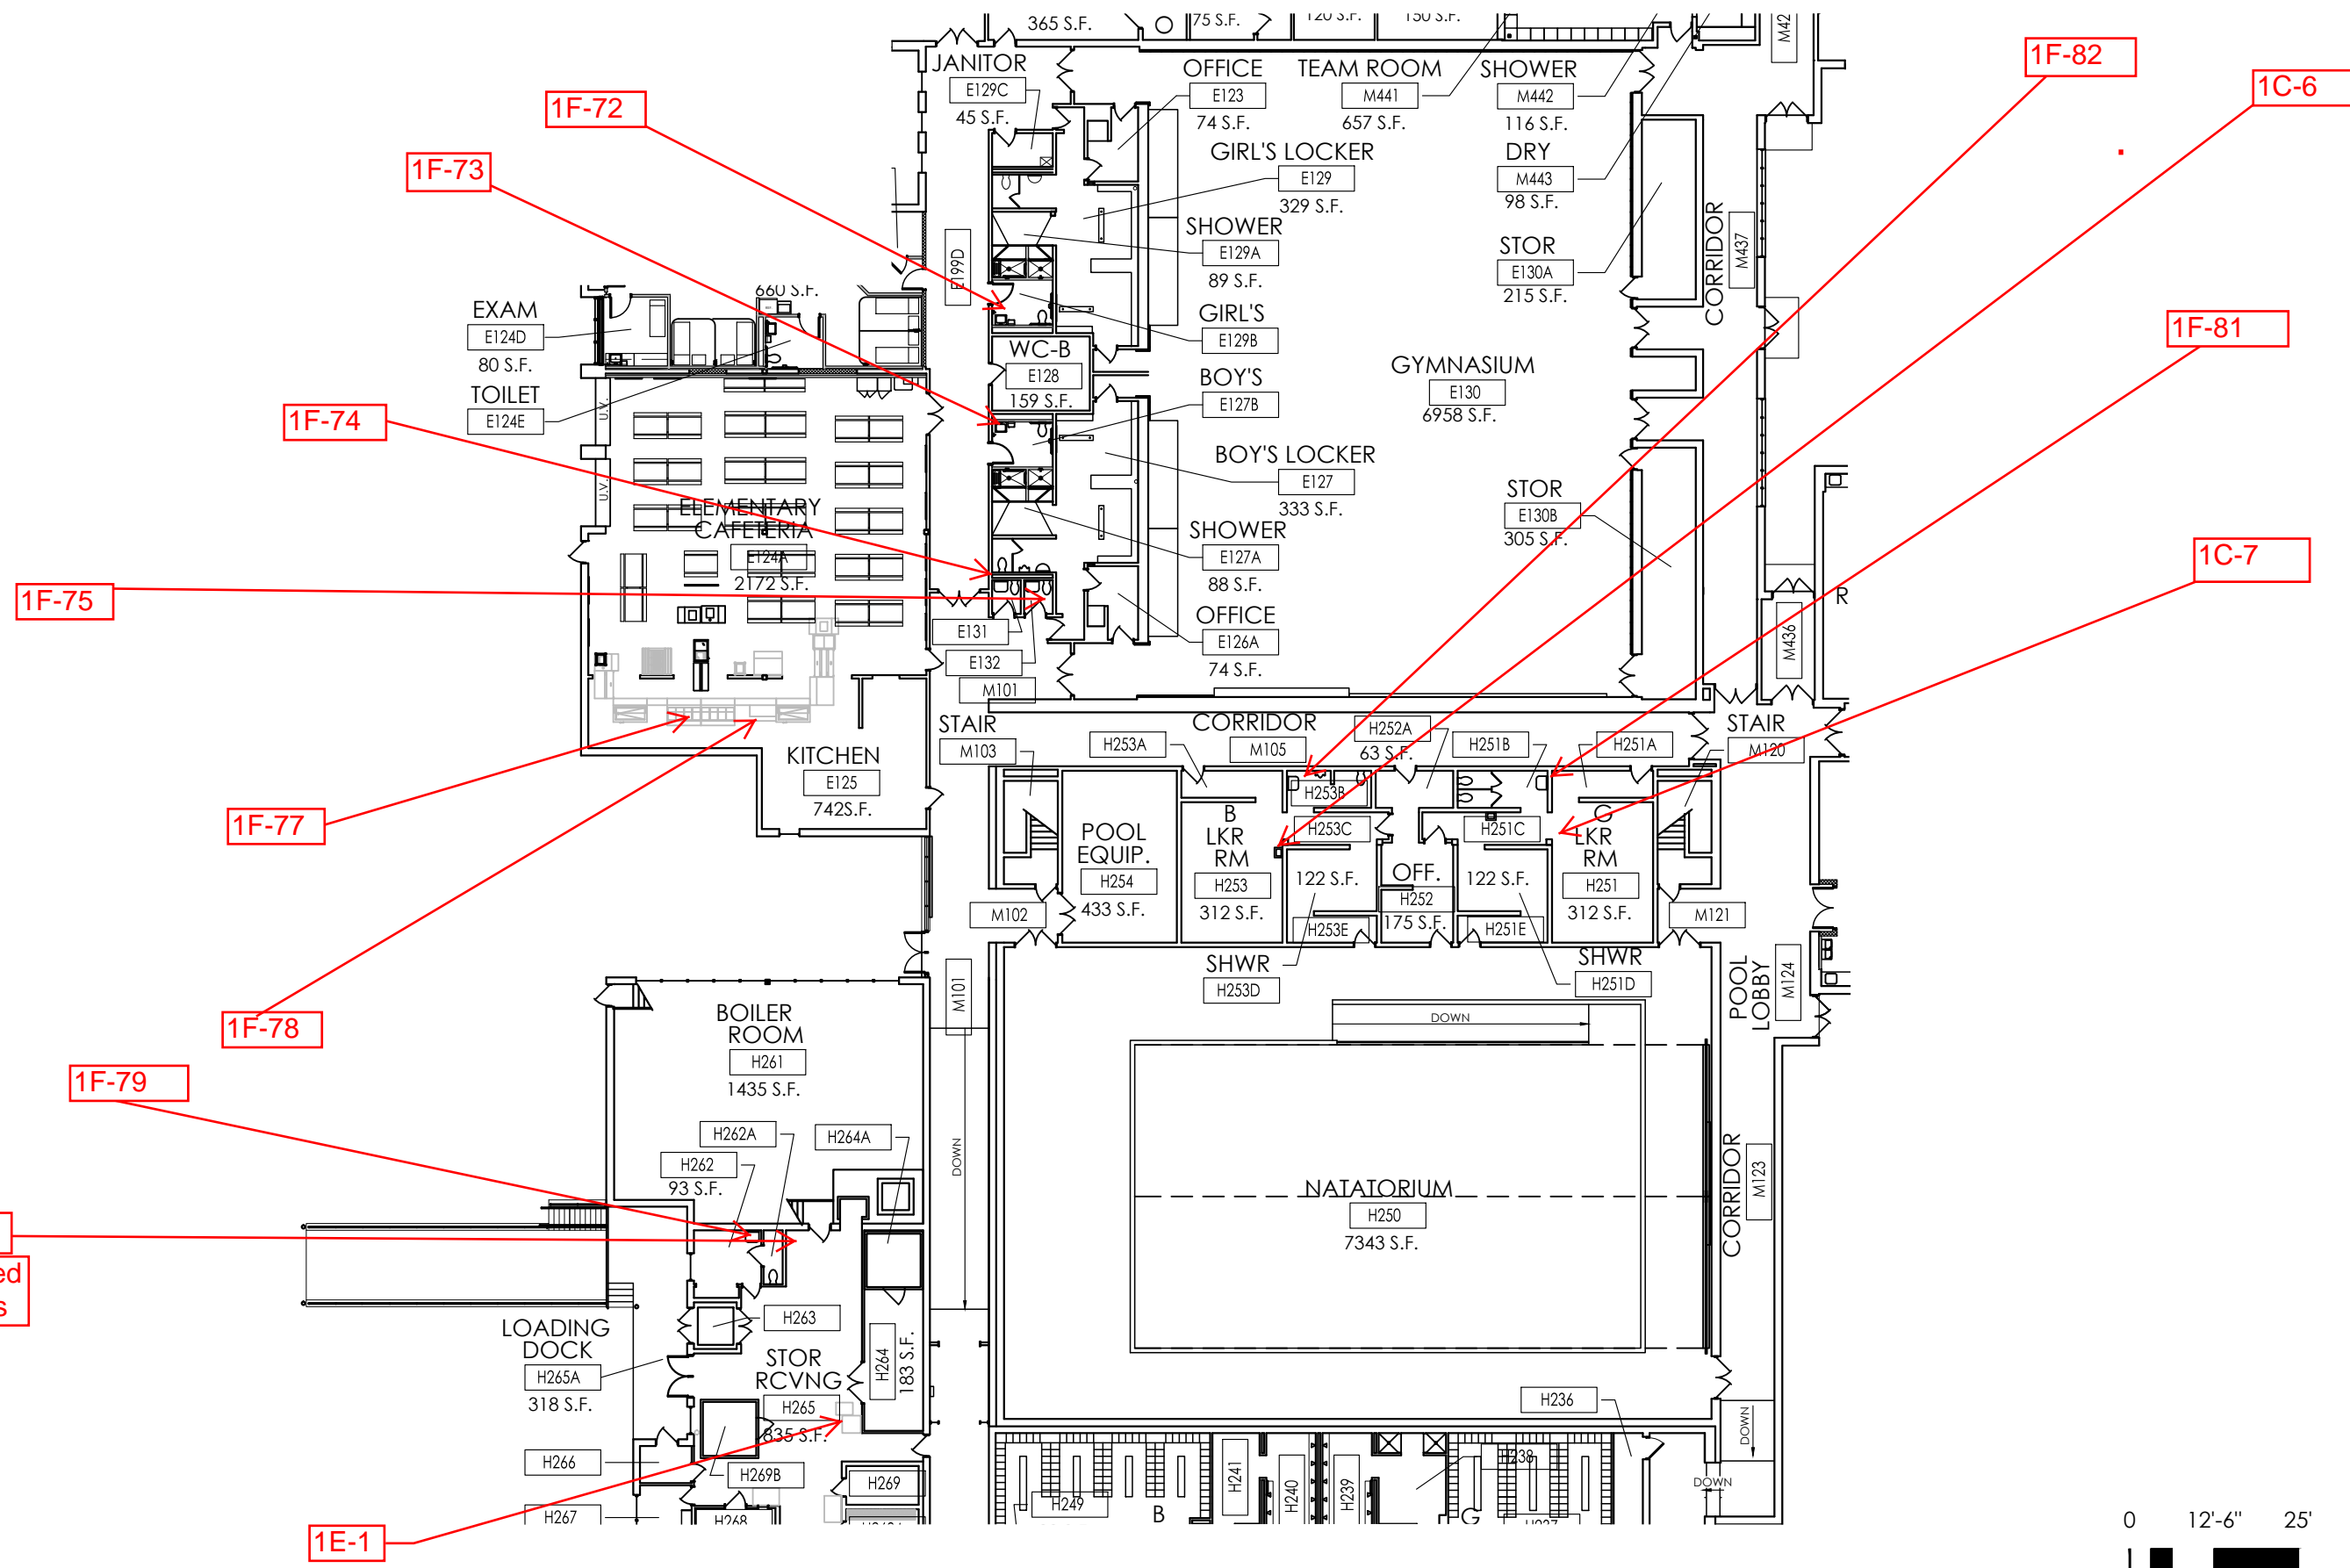 365 S.F.
75 S.F.
120 S.F.
150 S.F.
M42
1F-82
1C-6
JANITOR
E129C
45 S.F.
OFFICE
E123
74 S.F.
TEAM ROOM
M441
657 S.F.
SHOWER
M442
116 S.F.
1F-72
1F-73
GIRL'S LOCKER
E129
329 S.F.
DRY
M443
98 S.F.
SHOWER
E129A
89 S.F.
STOR
E130A
215 S.F.
CORRIDOR
M437
E199D
660 S.F.
EXAM
E124D
80 S.F.
TOILET
E124E
GIRL'S
E129B
WC-B
E128
159 S.F.
BOY'S
E127B
GYMNASIUM
E130
6958 S.F.
1F-81
1F-74
U.V.
U.V.
BOY'S LOCKER
E127
333 S.F.
STOR
E130B
305 S.F.
ELEMENTARY
CAFETERIA
E124A
2172 S.F.
SHOWER
E127A
88 S.F.
1C-7
1F-75
OFFICE
E126A
74 S.F.
E131
E132
M101
M436
R
STAIR
M103
CORRIDOR
M105
H253A
H252A
63 S.F.
H251B
H251A
STAIR
M120
KITCHEN
E125
742S.F.
1F-77
H253B
H253C
H251C
POOL
EQUIP.
H254
433 S.F.
B
LKR
RM
H253
312 S.F.
122 S.F.
OFF.
H252
175 S.F.
122 S.F.
G
LKR
RM
H251
312 S.F.
M102
H253E
H251E
M121
SHWR
H253D
SHWR
H251D
POOL
LOBBY
M124
M101
1F-78
BOILER
ROOM
H261
1435 S.F.
DOWN
1F-79
H262A
H264A
H262
93 S.F.
DOWN
NATATORIUM
H250
7343 S.F.
CORRIDOR
M123
ed
s
H263
LOADING
DOCK
H265A
318 S.F.
STOR
RCVNG
H265
835 S.F.
H264
183 S.F.
H236
DOWN
DOWN
H266
H269B
H269
H267
H268
1E-1
H249
B
H241
H240
H239
H238
G
H237
0 12'-6" 25'